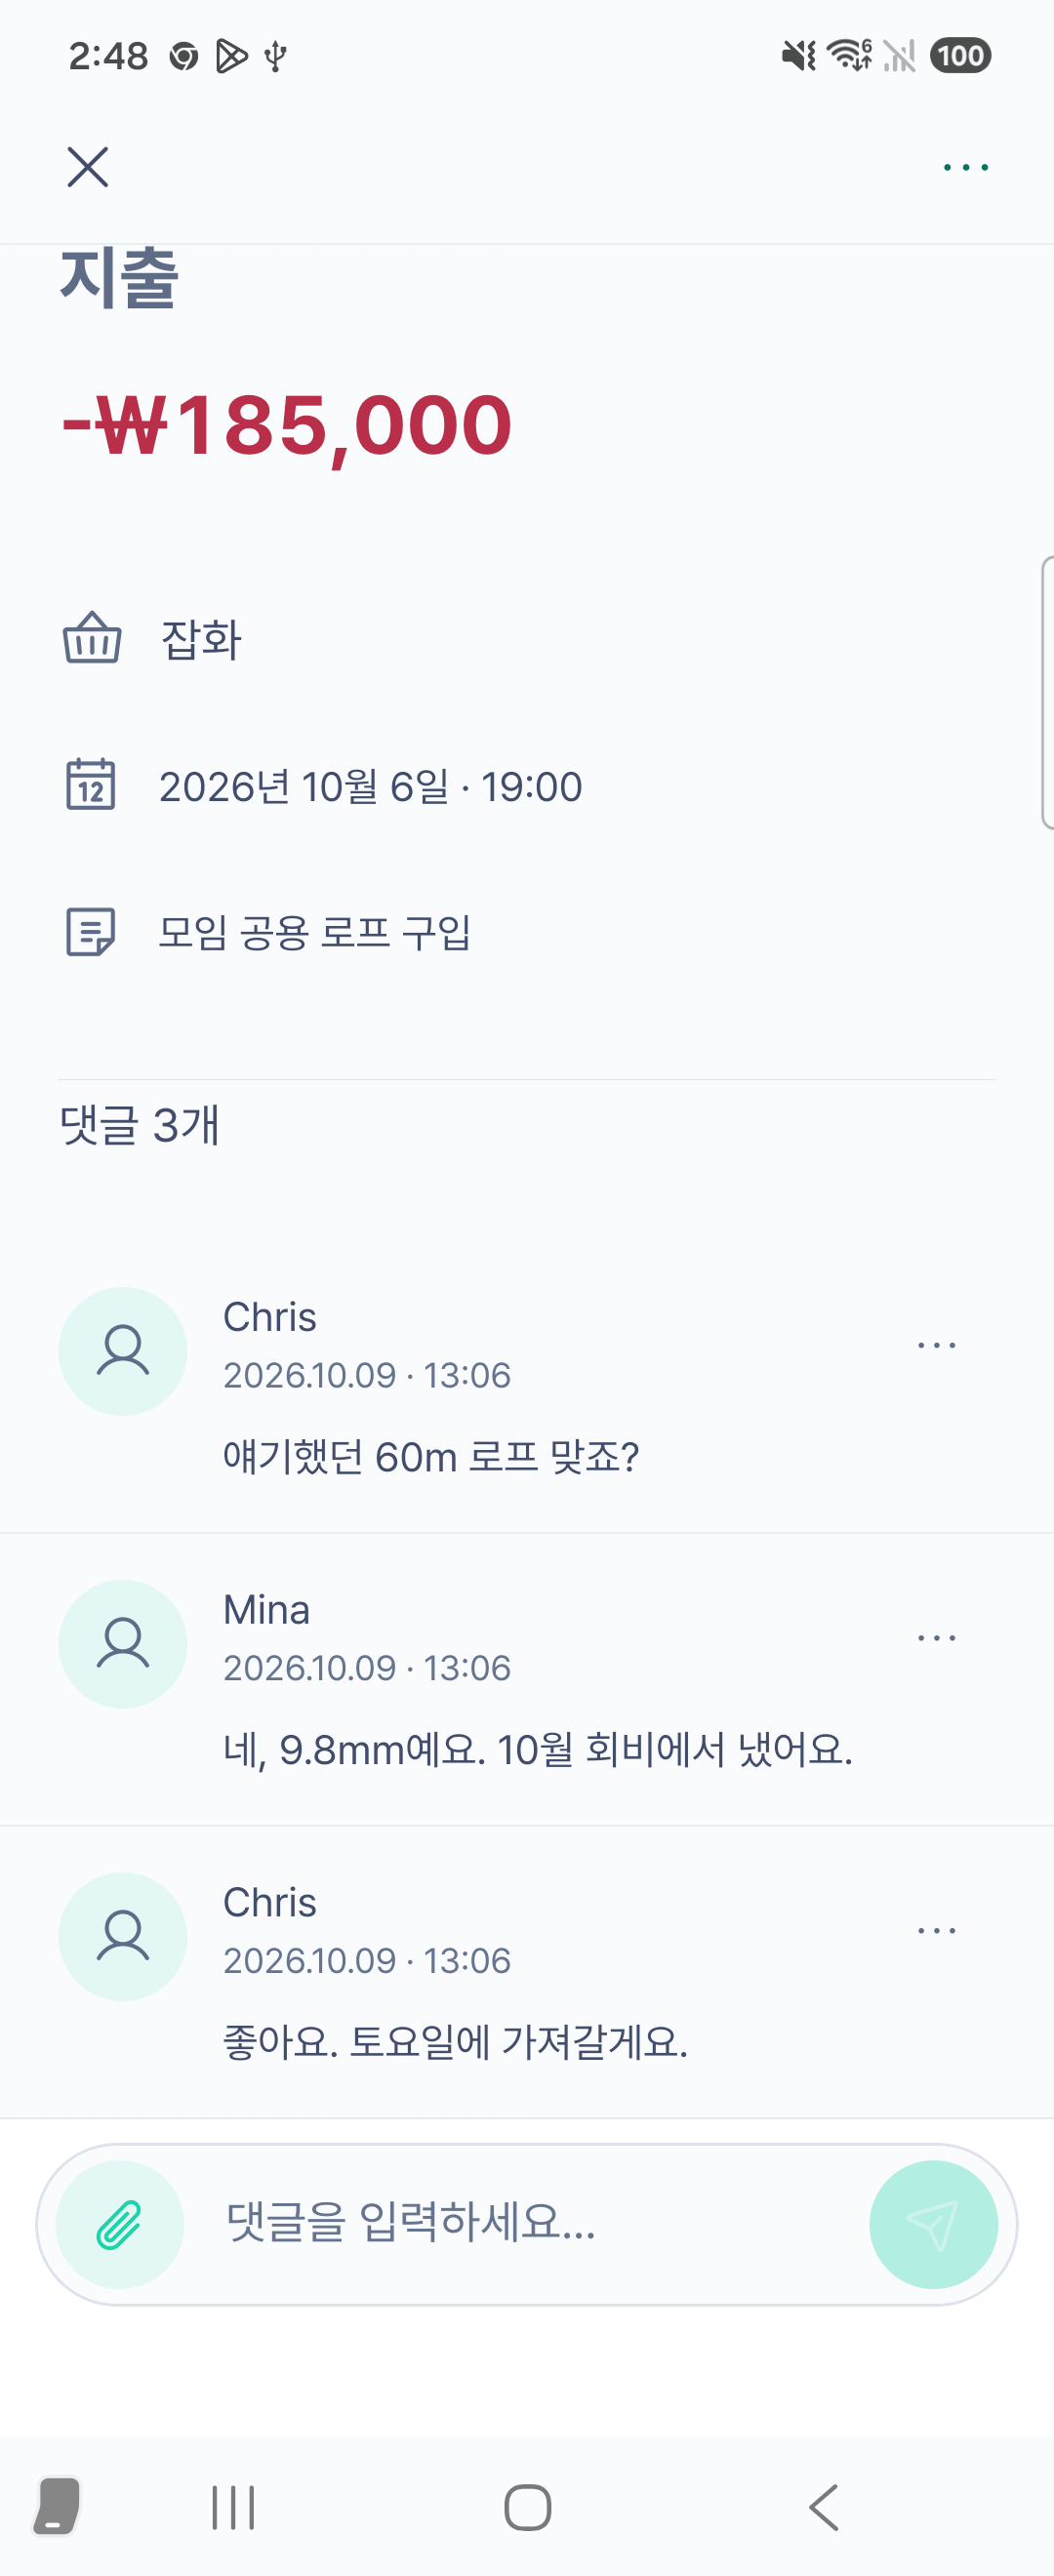 2:48
6
100
지출
-₩185,000
잡화
12
2026년 10월 6일 · 19:00
모임 공용 로프 구입
댓글 3개
Chris
2026.10.09 · 13:06
얘기했던 60m 로프 맞죠?
Mina
2026.10.09 · 13:06
네, 9.8mm예요. 10월 회비에서 냈어요.
Chris
2026.10.09 · 13:06
좋아요. 토요일에 가져갈게요.
댓글을 입력하세요...